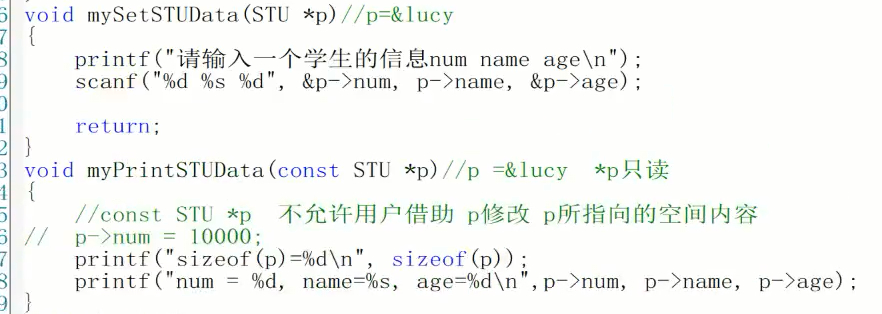 6 void mySetSTUData(STU *p)//p=&lucy
7 {
8 printf("请输入一个学生的信息num name age\n");
9 scanf("%d %s %d", &p->num, p->name, &p->age);
0
1 return;
2 }
3 void myPrintSTUData(const STU *p)//p =&lucy *p只读
4 {
5 //const STU *p 不允许用户借助 p修改 p所指向的空间内容
6 // p->num = 10000;
7 printf("sizeof(p)=%d\n", sizeof(p));
8 printf("num = %d, name=%s, age=%d\n",p->num, p->name, p->age);
9 }